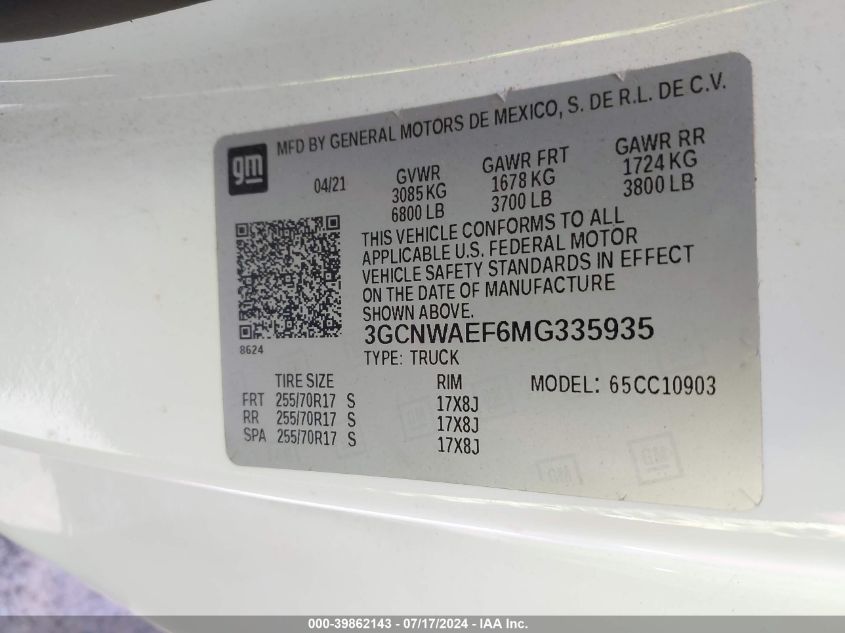 gm
MFD BY GENERAL MOTORS DE MEXICO, S. DE R.L. DE C.V.
04/21 GVWR GAWR FRT GAWR RR
3085 KG 1678 KG 1724 KG
6800 LB 3700 LB 3800 LB
THIS VEHICLE CONFORMS TO ALL
APPLICABLE U.S. FEDERAL MOTOR
VEHICLE SAFETY STANDARDS IN EFFECT
ON THE DATE OF MANUFACTURE
SHOWN ABOVE.
8624
3GCNWAEF6MG335935
TYPE: TRUCK
TIRE SIZE RIM MODEL: 65CC10903
FRT 255/70R17 S 17X8J
RR 255/70R17 S 17X8J
SPA 255/70R17 S 17X8J
000-39862143 - 07/17/2024 - IAA Inc.